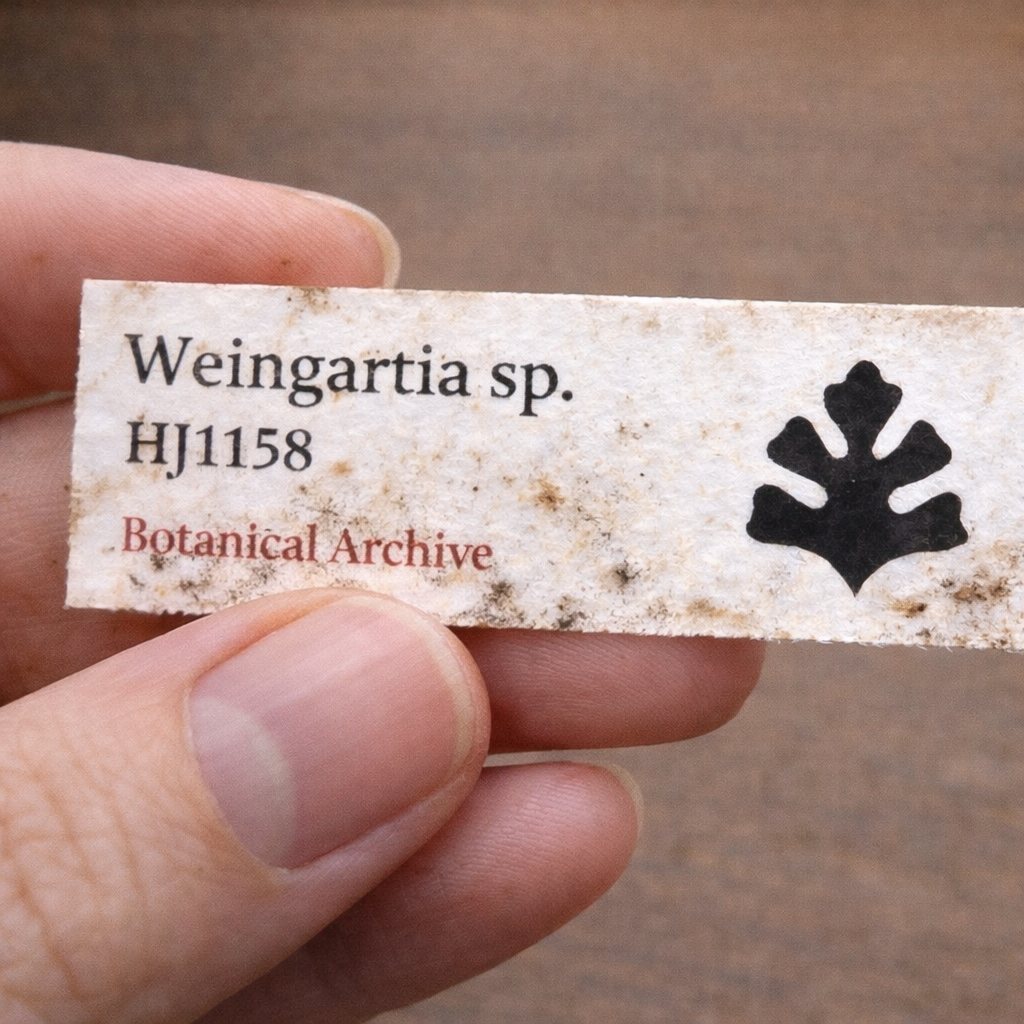 Weingartia sp.
HJ1158
Botanical Archive